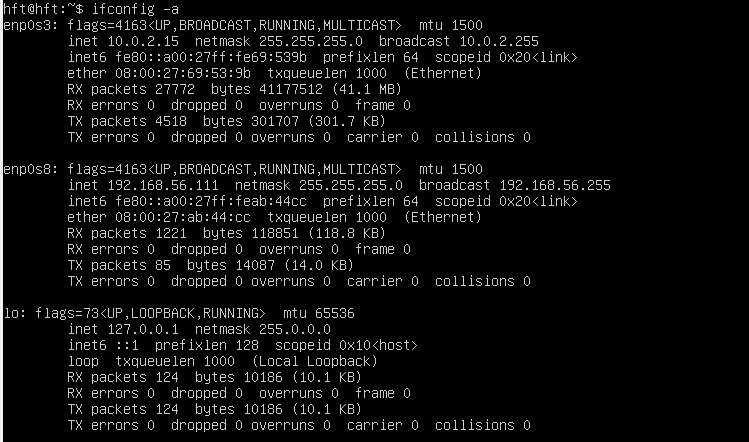 hft@hft:~$ ifconfig -a
enp0s3: flags=4163<UP,BROADCAST,RUNNING,MULTICAST>  mtu 1500
        inet 10.0.2.15  netmask 255.255.255.0  broadcast 10.0.2.255
        inet6 fe80::a00:27ff:fe69:539b  prefixlen 64  scopeid 0x20<link>
        ether 08:00:27:69:53:9b  txqueuelen 1000  (Ethernet)
        RX packets 27772  bytes 41177512 (41.1 MB)
        RX errors 0  dropped 0  overruns 0  frame 0
        TX packets 4518  bytes 301707 (301.7 KB)
        TX errors 0  dropped 0 overruns 0  carrier 0  collisions 0

enp0s8: flags=4163<UP,BROADCAST,RUNNING,MULTICAST>  mtu 1500
        inet 192.168.56.111  netmask 255.255.255.0  broadcast 192.168.56.255
        inet6 fe80::a00:27ff:feab:44cc  prefixlen 64  scopeid 0x20<link>
        ether 08:00:27:ab:44:cc  txqueuelen 1000  (Ethernet)
        RX packets 1221  bytes 118851 (118.8 KB)
        RX errors 0  dropped 0  overruns 0  frame 0
        TX packets 85  bytes 14087 (14.0 KB)
        TX errors 0  dropped 0 overruns 0  carrier 0  collisions 0

lo: flags=73<UP,LOOPBACK,RUNNING>  mtu 65536
        inet 127.0.0.1  netmask 255.0.0.0
        inet6 ::1  prefixlen 128  scopeid 0x10<host>
        loop  txqueuelen 1000  (Local Loopback)
        RX packets 124  bytes 10186 (10.1 KB)
        RX errors 0  dropped 0  overruns 0  frame 0
        TX packets 124  bytes 10186 (10.1 KB)
        TX errors 0  dropped 0 overruns 0  carrier 0  collisions 0